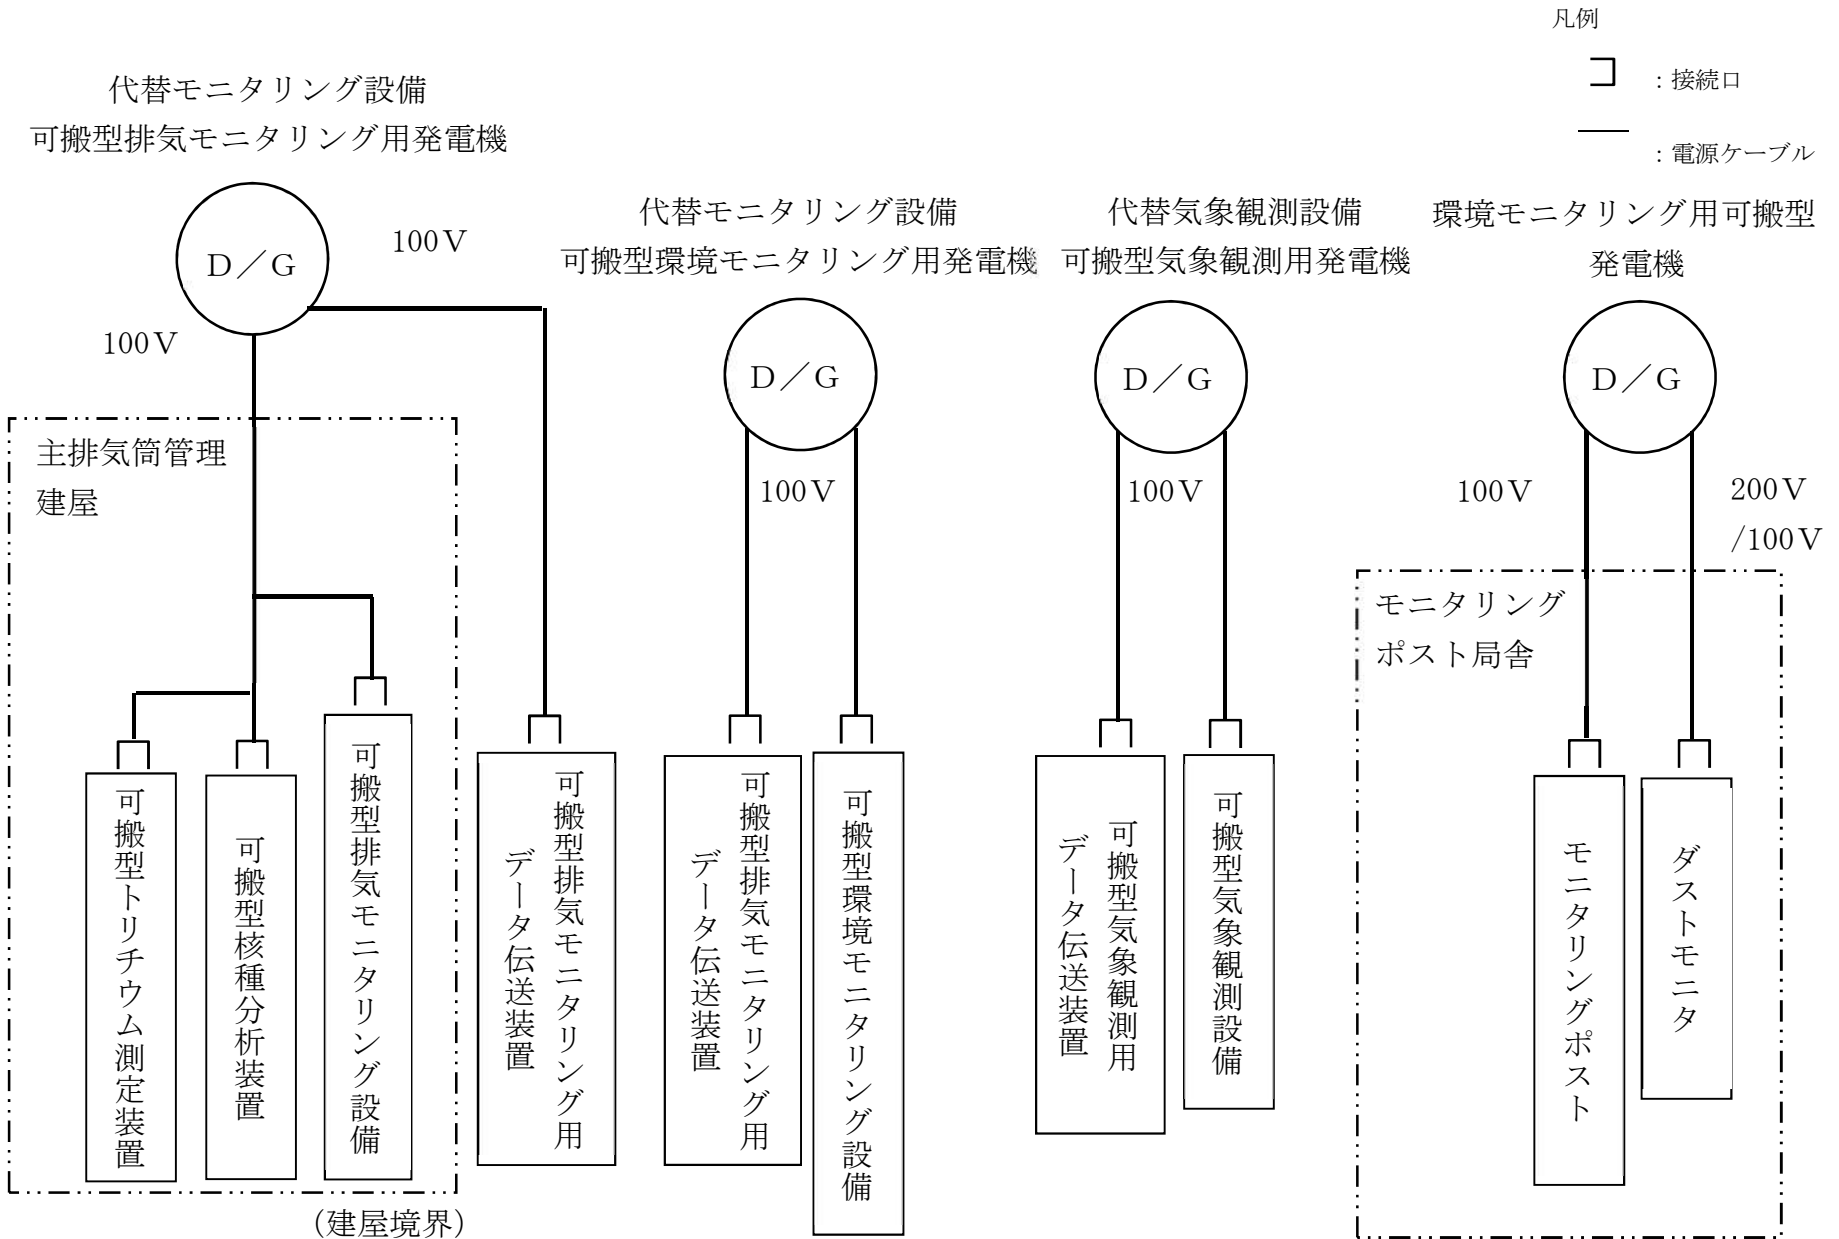 凡例
：接続口
：電源ケーブル
代替モニタリング設備
可搬型排気モニタリング用発電機
D／G
100V
100V
代替モニタリング設備
可搬型環境モニタリング用発電機
D／G
100V
代替気象観測設備
可搬型気象観測用発電機
D／G
100V
環境モニタリング用可搬型
発電機
D／G
100V
200V
/100V
主排気筒管理
建屋
可搬型トリチウム測定装置
可搬型核種分析装置
可搬型排気モニタリング設備
(建屋境界)
可搬型排気モニタリング用
データ伝送装置
可搬型排気モニタリング用
データ伝送装置
可搬型環境モニタリング設備
可搬型気象観測用
データ伝送装置
可搬型気象観測設備
モニタリング
ポスト局舎
モニタリングポスト
ダストモニタ